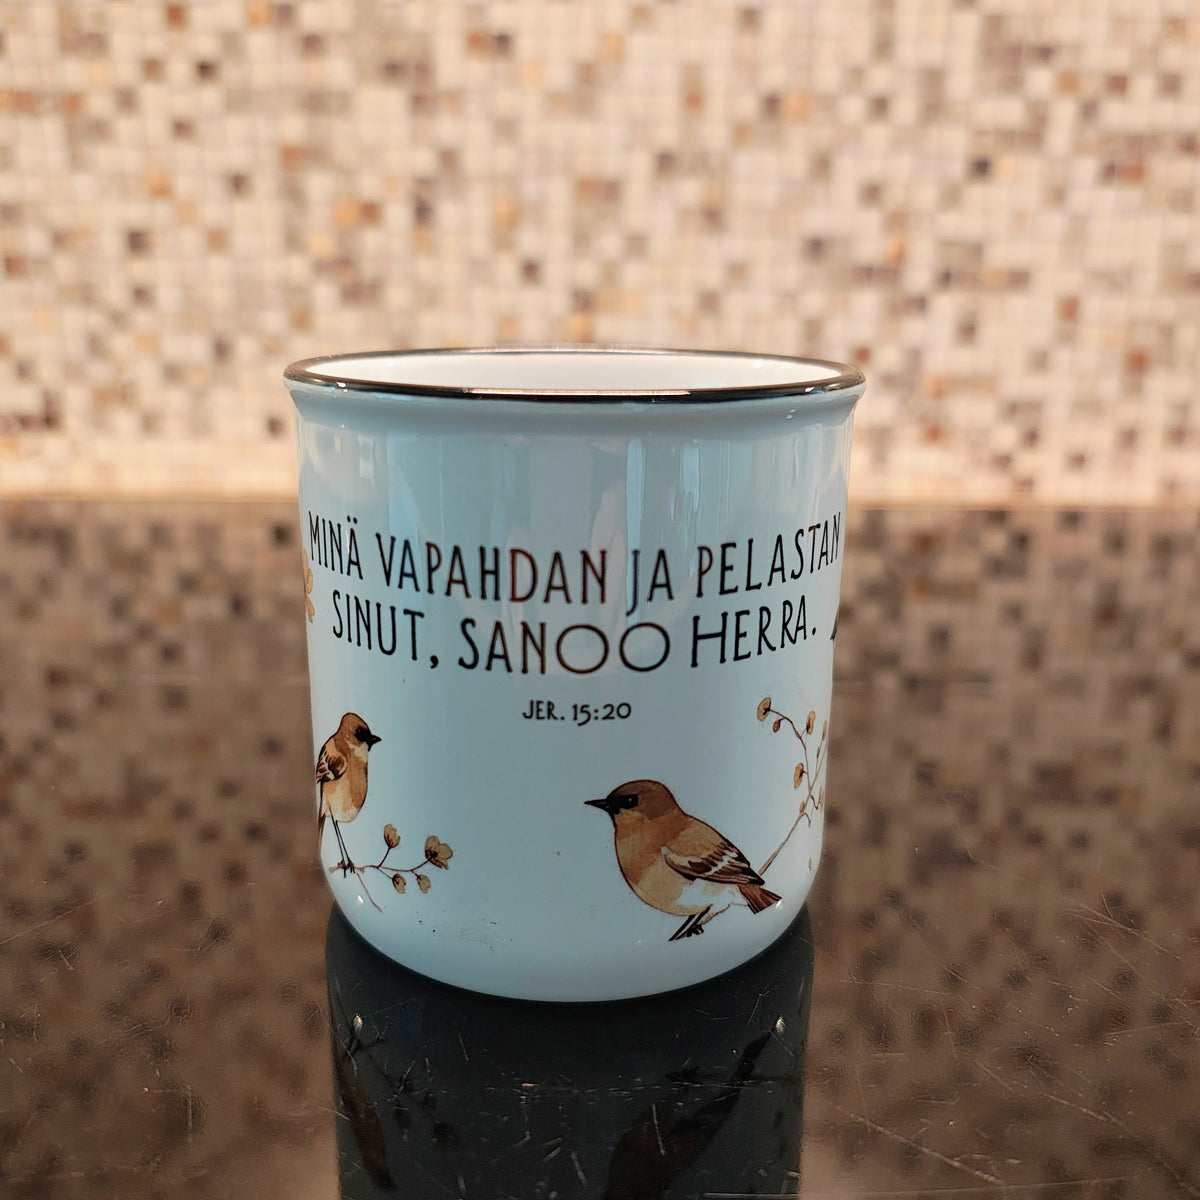 MINÄ VAPAHDAN JA PELASTAN
SINUT, SANOO HERRA.
JER. 15:20